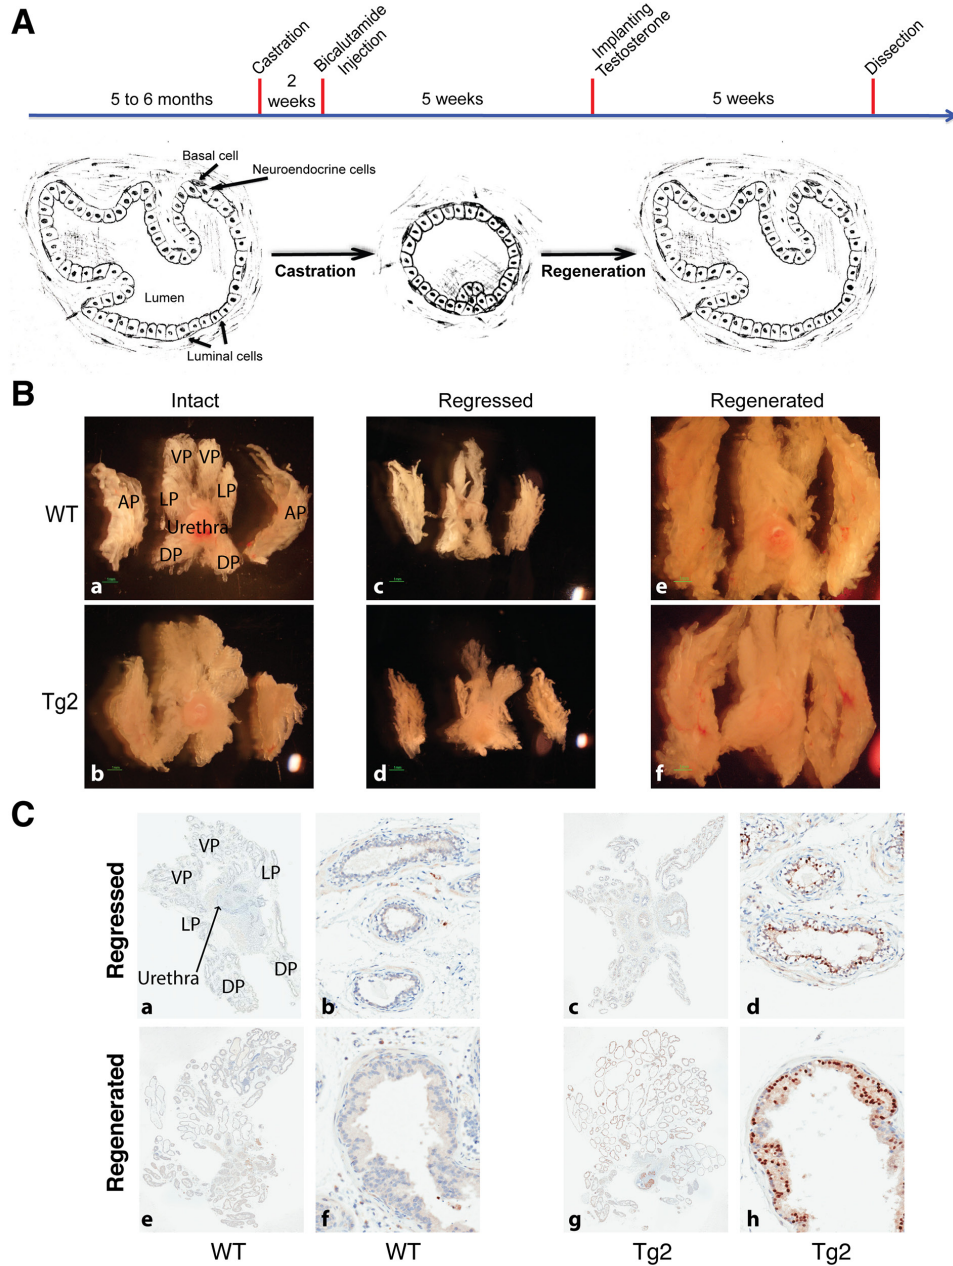 A
Castration
Bicalutamide
Injection
Implanting
Testosterone
Dissection
5 to 6 months
2
weeks
5 weeks
5 weeks
Basal cell
Neuroendocrine cells
Lumen
Luminal cells
Castration
Regeneration
B
Intact
Regressed
Regenerated
WT
VP VP
AP
LP
LP
AP
Urethra
DP
DP
a
c
e
Tg2
b
d
f
C
Regressed
VP
VP
LP
LP
Urethra
DP
DP
a
b
c
d
Regenerated
e
f
g
h
WT
WT
Tg2
Tg2